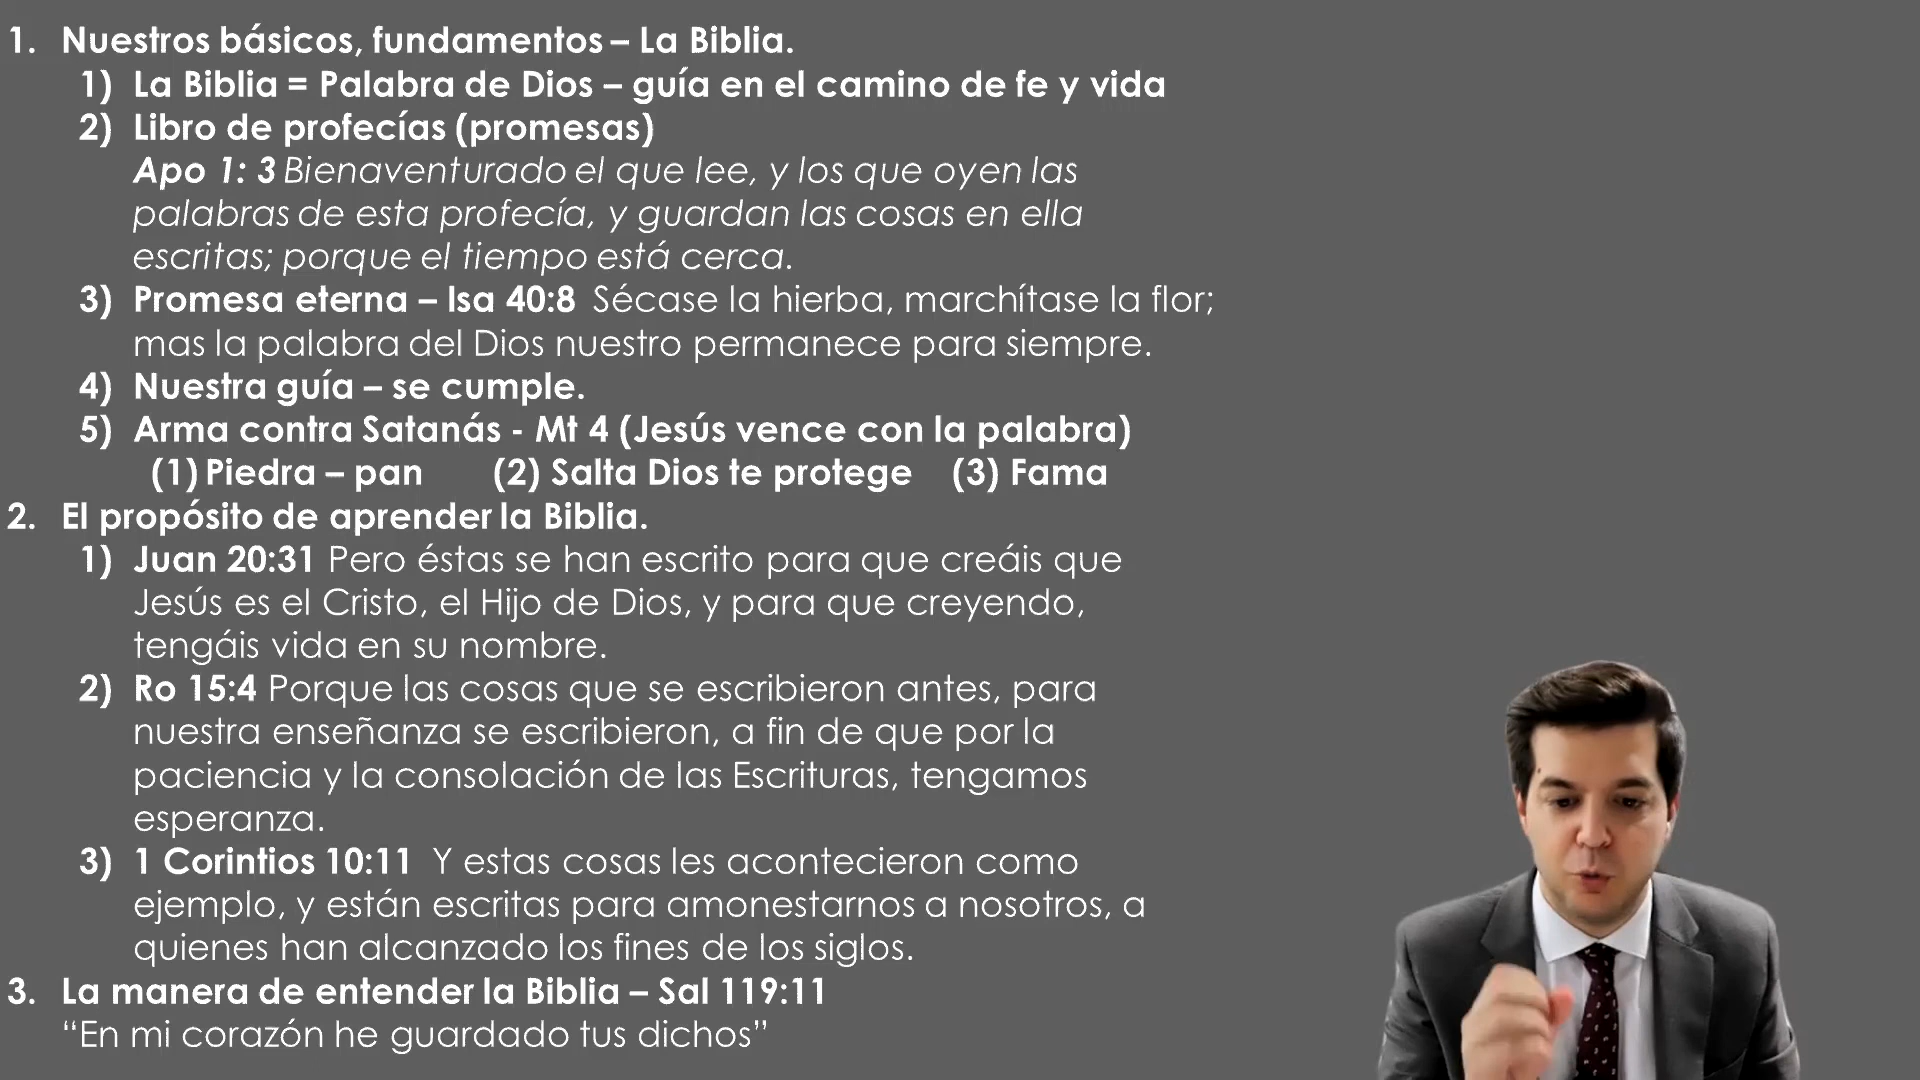 1. Nuestros básicos, fundamentos – La Biblia.
1) La Biblia = Palabra de Dios – guía en el camino de fe y vida
2) Libro de profecías (promesas)
Apo 1: 3 Bienaventurado el que lee, y los que oyen las
palabras de esta profecía, y guardan las cosas en ella
escritas; porque el tiempo está cerca.
3) Promesa eterna – Isa 40:8 Sécase la hierba, marchítase la flor;
mas la palabra del Dios nuestro permanece para siempre.
4) Nuestra guía – se cumple.
5) Arma contra Satanás - Mt 4 (Jesús vence con la palabra)
(1) Piedra – pan (2) Salta Dios te protege (3) Fama
2. El propósito de aprender la Biblia.
1) Juan 20:31 Pero éstas se han escrito para que creáis que
Jesús es el Cristo, el Hijo de Dios, y para que creyendo,
tengáis vida en su nombre.
2) Ro 15:4 Porque las cosas que se escribieron antes, para
nuestra enseñanza se escribieron, a fin de que por la
paciencia y la consolación de las Escrituras, tengamos
esperanza.
3) 1 Corintios 10:11 Y estas cosas les acontecieron como
ejemplo, y están escritas para amonestarnos a nosotros, a
quienes han alcanzado los fines de los siglos.
3. La manera de entender la Biblia – Sal 119:11
“En mi corazón he guardado tus dichos”